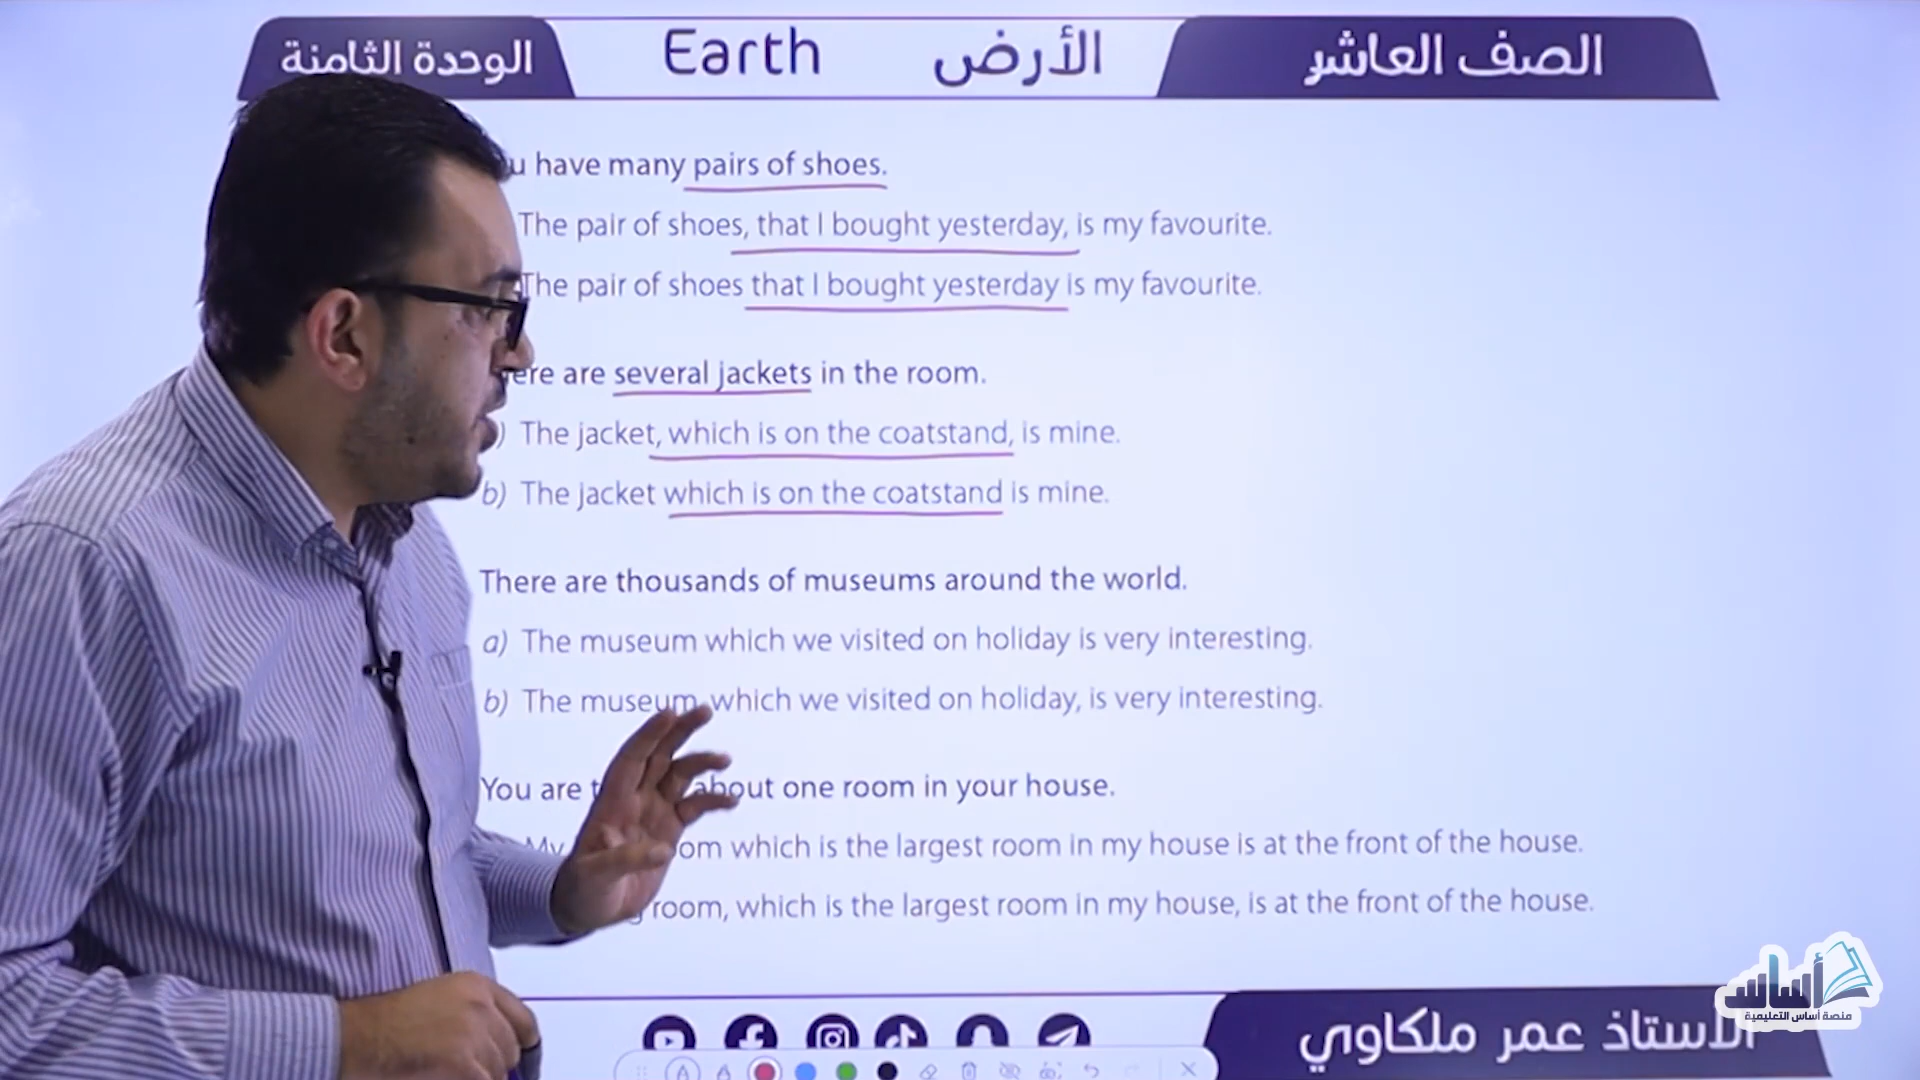 الصف العاشر
الأرض Earth
الوحدة الثامنة
have many pairs of shoes.
The pair of shoes, that I bought yesterday, is my favourite.
The pair of shoes that I bought yesterday is my favourite.
are several jackets in the room.
The jacket, which is on the coatstand, is mine.
b) The jacket which is on the coatstand is mine.
There are thousands of museums around the world.
a) The museum which we visited on holiday is very interesting.
b) The museum, which we visited on holiday, is very interesting.
You are about one room in your house.
My which is the largest room in my house is at the front of the house.
room, which is the largest room in my house, is at the front of the house.
أساس
منصة أساس التعليمية
الأستاذ عمر ملكاوي